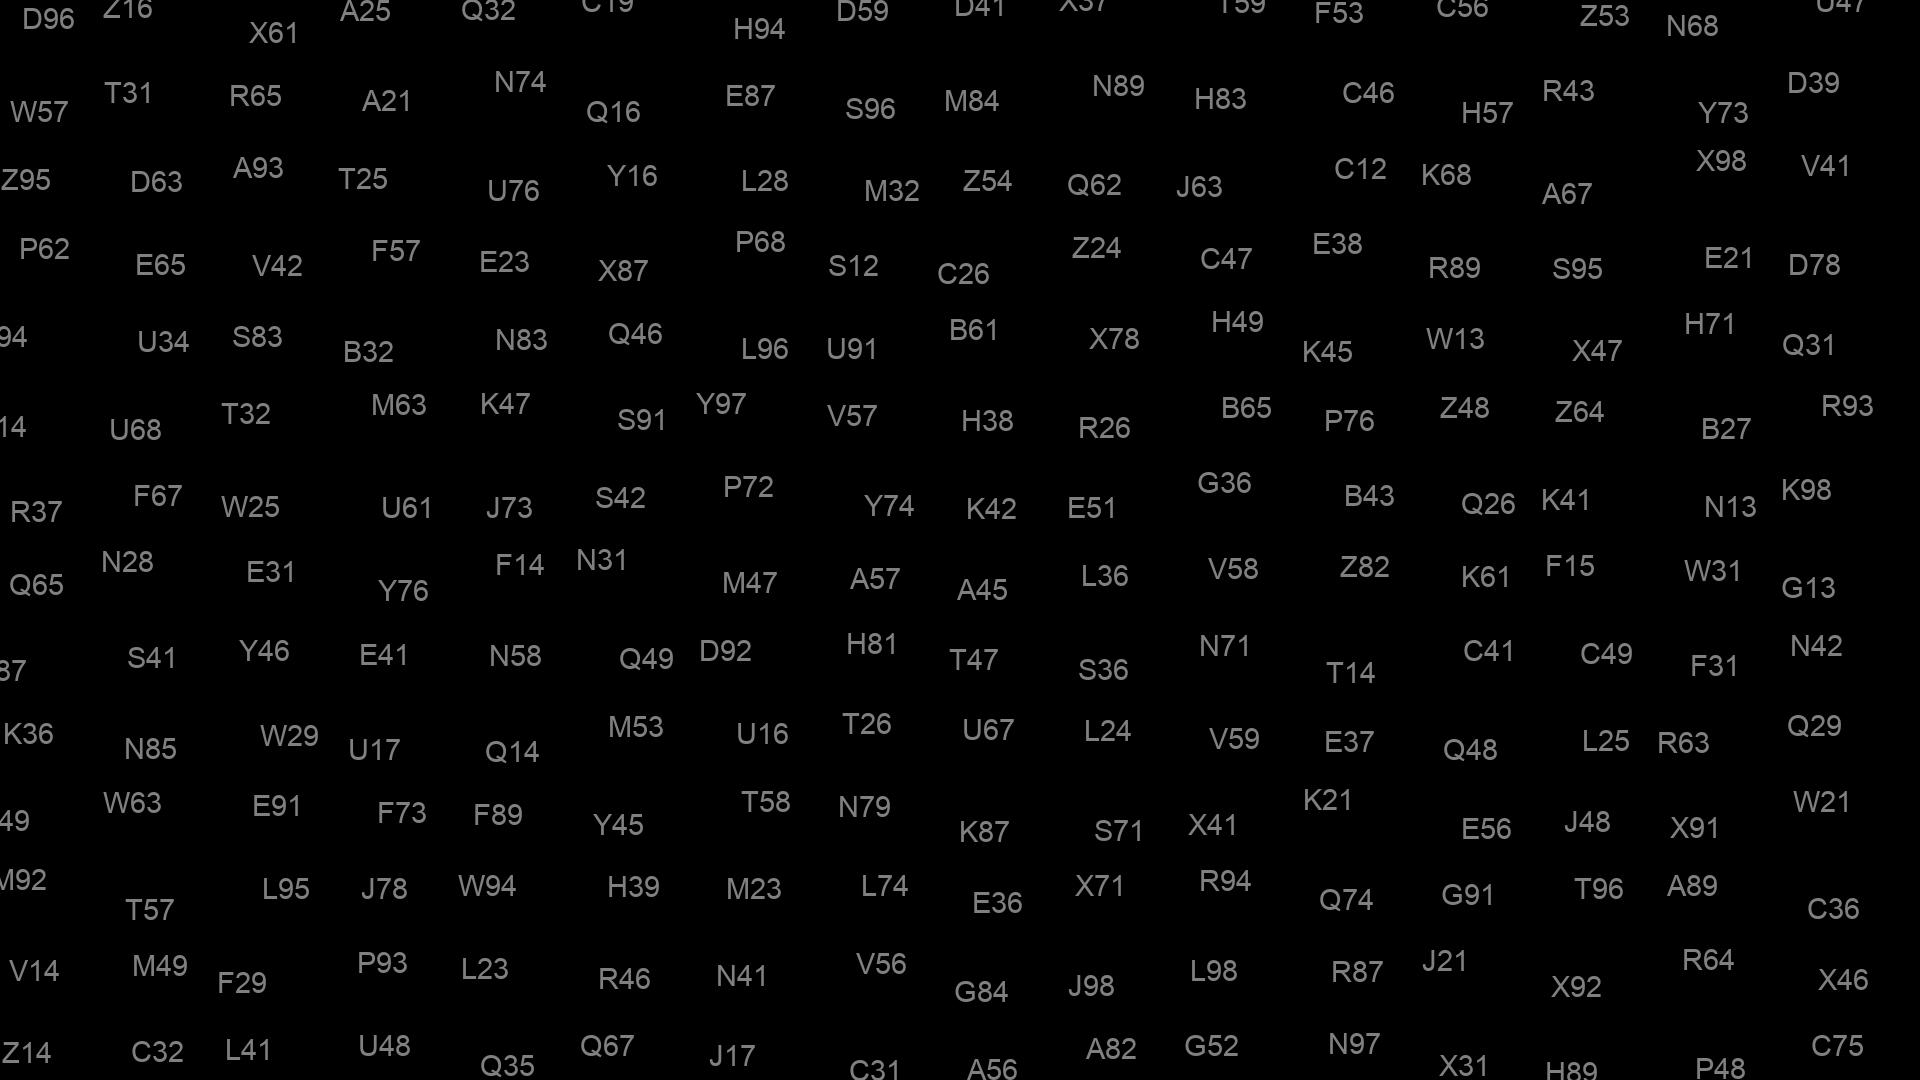 D96 Z16 X61 A25 Q32 C19 H94 D59 D41 X37 T59 F53 C56 Z53 N68 U47
W57 T31 R65 A21 N74 Q16 E87 S96 M84 N89 H83 C46 H57 R43 Y73 D39
Z95 D63 A93 T25 U76 Y16 L28 M32 Z54 Q62 J63 C12 K68 A67 X98 V41
P62 E65 V42 F57 E23 X87 P68 S12 C26 Z24 C47 E38 R89 S95 E21 D78
94 U34 S83 B32 N83 Q46 L96 U91 B61 X78 H49 K45 W13 X47 H71 Q31
14 U68 T32 M63 K47 S91 Y97 V57 H38 R26 B65 P76 Z48 Z64 B27 R93
R37 F67 W25 U61 J73 S42 P72 Y74 K42 E51 G36 B43 Q26 K41 N13 K98
Q65 N28 E31 Y76 F14 N31 M47 A57 A45 L36 V58 Z82 K61 F15 W31 G13
87 S41 Y46 E41 N58 Q49 D92 H81 T47 S36 N71 T14 C41 C49 F31 N42
K36 N85 W29 U17 Q14 M53 U16 T26 U67 L24 V59 E37 Q48 L25 R63 Q29
49 W63 E91 F73 F89 Y45 T58 N79 K87 S71 X41 K21 E56 J48 X91 W21
M92 T57 L95 J78 W94 H39 M23 L74 E36 X71 R94 Q74 G91 T96 A89 C36
V14 M49 F29 P93 L23 R46 N41 V56 G84 J98 L98 R87 J21 X92 R64 X46
Z14 C32 L41 U48 Q35 Q67 J17 C31 A56 A82 G52 N97 X31 H89 P48 C75